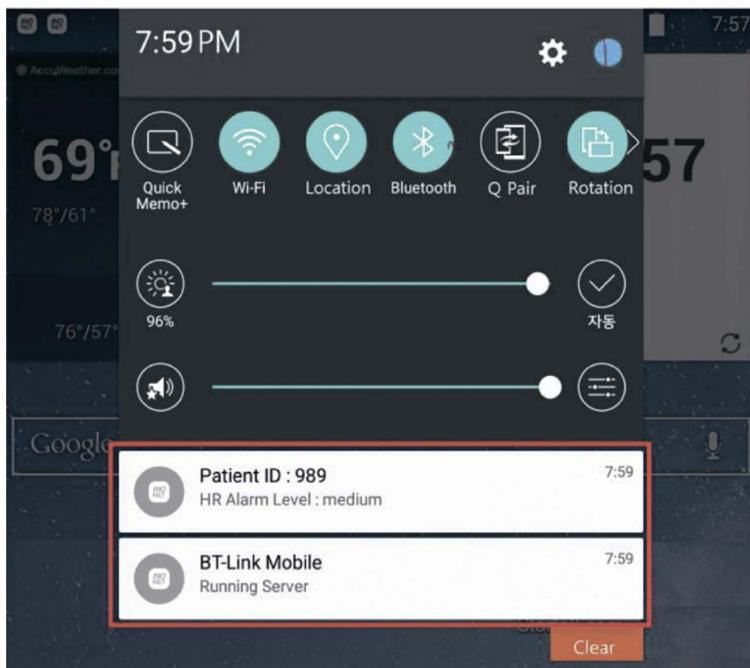 7:57
7:59 PM
AccuWeather.co
69°
57
78°/61°
76°/57°
Quick
Memo+
Wi-Fi
Location
Bluetooth
Q Pair
Rotation
96%
자동
Google
Patient ID : 989
7:59
HR Alarm Level : medium
BT-Link Mobile
7:59
Running Server
Clear